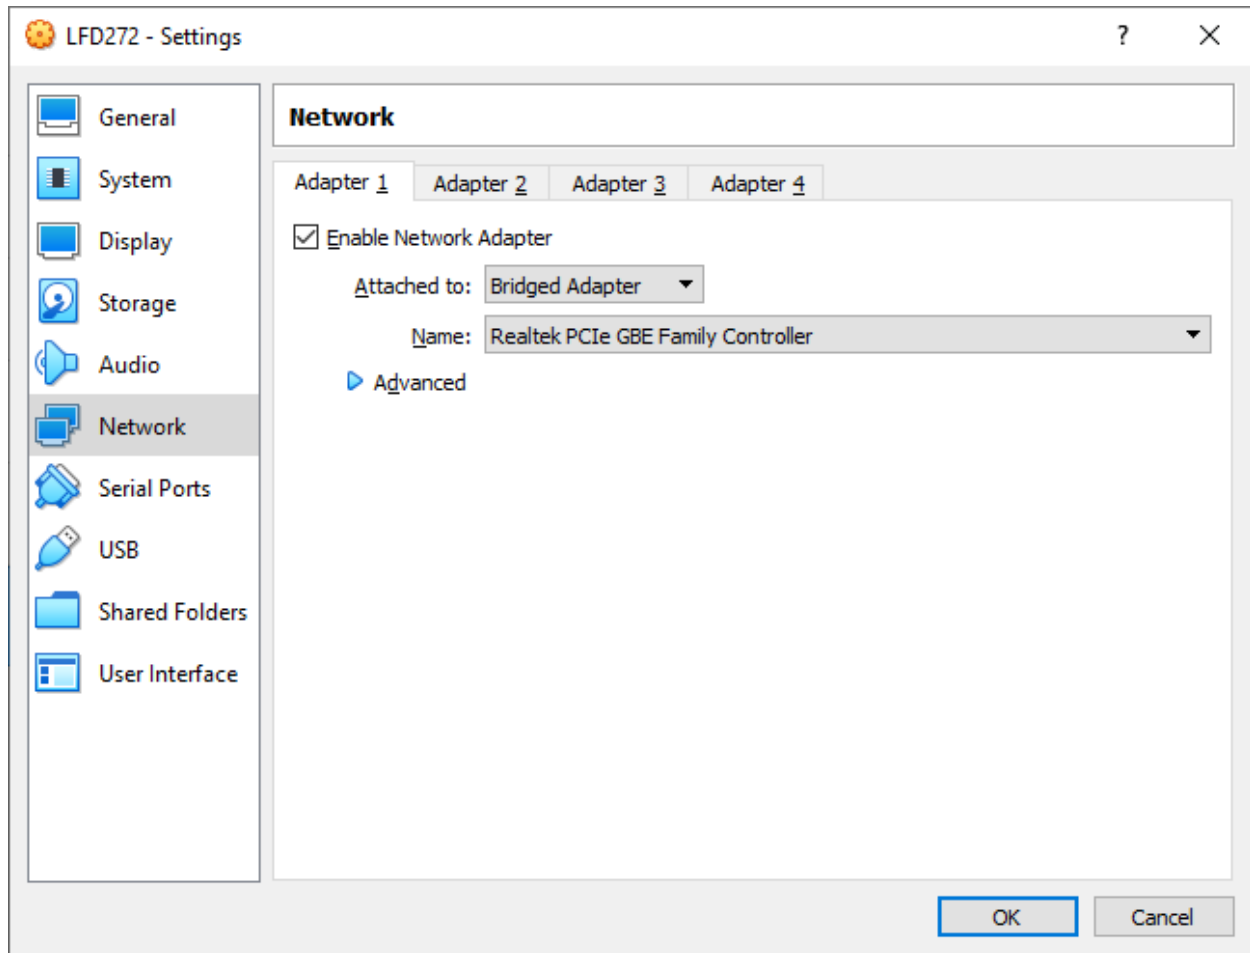 LFD272 - Settings
?
General
System
Display
Storage
Audio
Network
Serial Ports
USB
Shared Folders
User Interface
Network
Adapter 1 Adapter 2 Adapter 3 Adapter 4
Enable Network Adapter
Attached to: Bridged Adapter
Name: Realtek PCIe GBE Family Controller
Advanced
OK Cancel